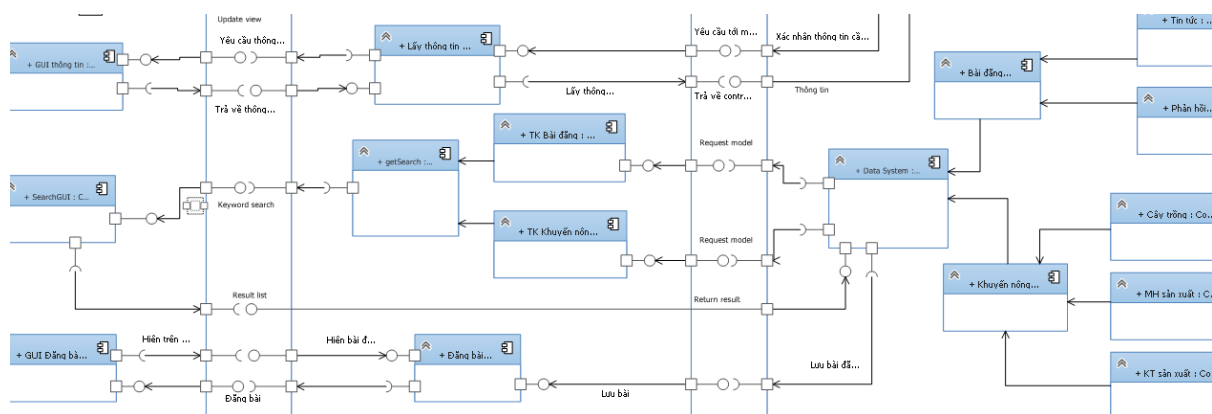 Update view
Yêu cầu thông...
+ GUI thông tin :...
+ Lấy thông tin ...
Yêu cầu tới m...
Xác nhân thông tin cầ...
+ Tin tức : ...
+ Bài đăng...
Trả về thông...
Lấy thông...
Trả về contr...
Thông tin
+ Phản hồi...
+ TK Bài đăng : ...
Request model
+ getSearch :...
+ Data System :...
+ SearchGUI : C...
Keyword search
+ TK Khuyến nôn...
Request model
+ Cây trồng : Co...
+ Khuyến nông...
+ MH sản xuất : C...
Result list
Return result
Hiên trên ...
Hiên bài đ...
+ GUI Đăng bà...
+ Đăng bài...
Lưu bài đã...
+ KT sản xuất : Co
Đăng bài
Lưu bài